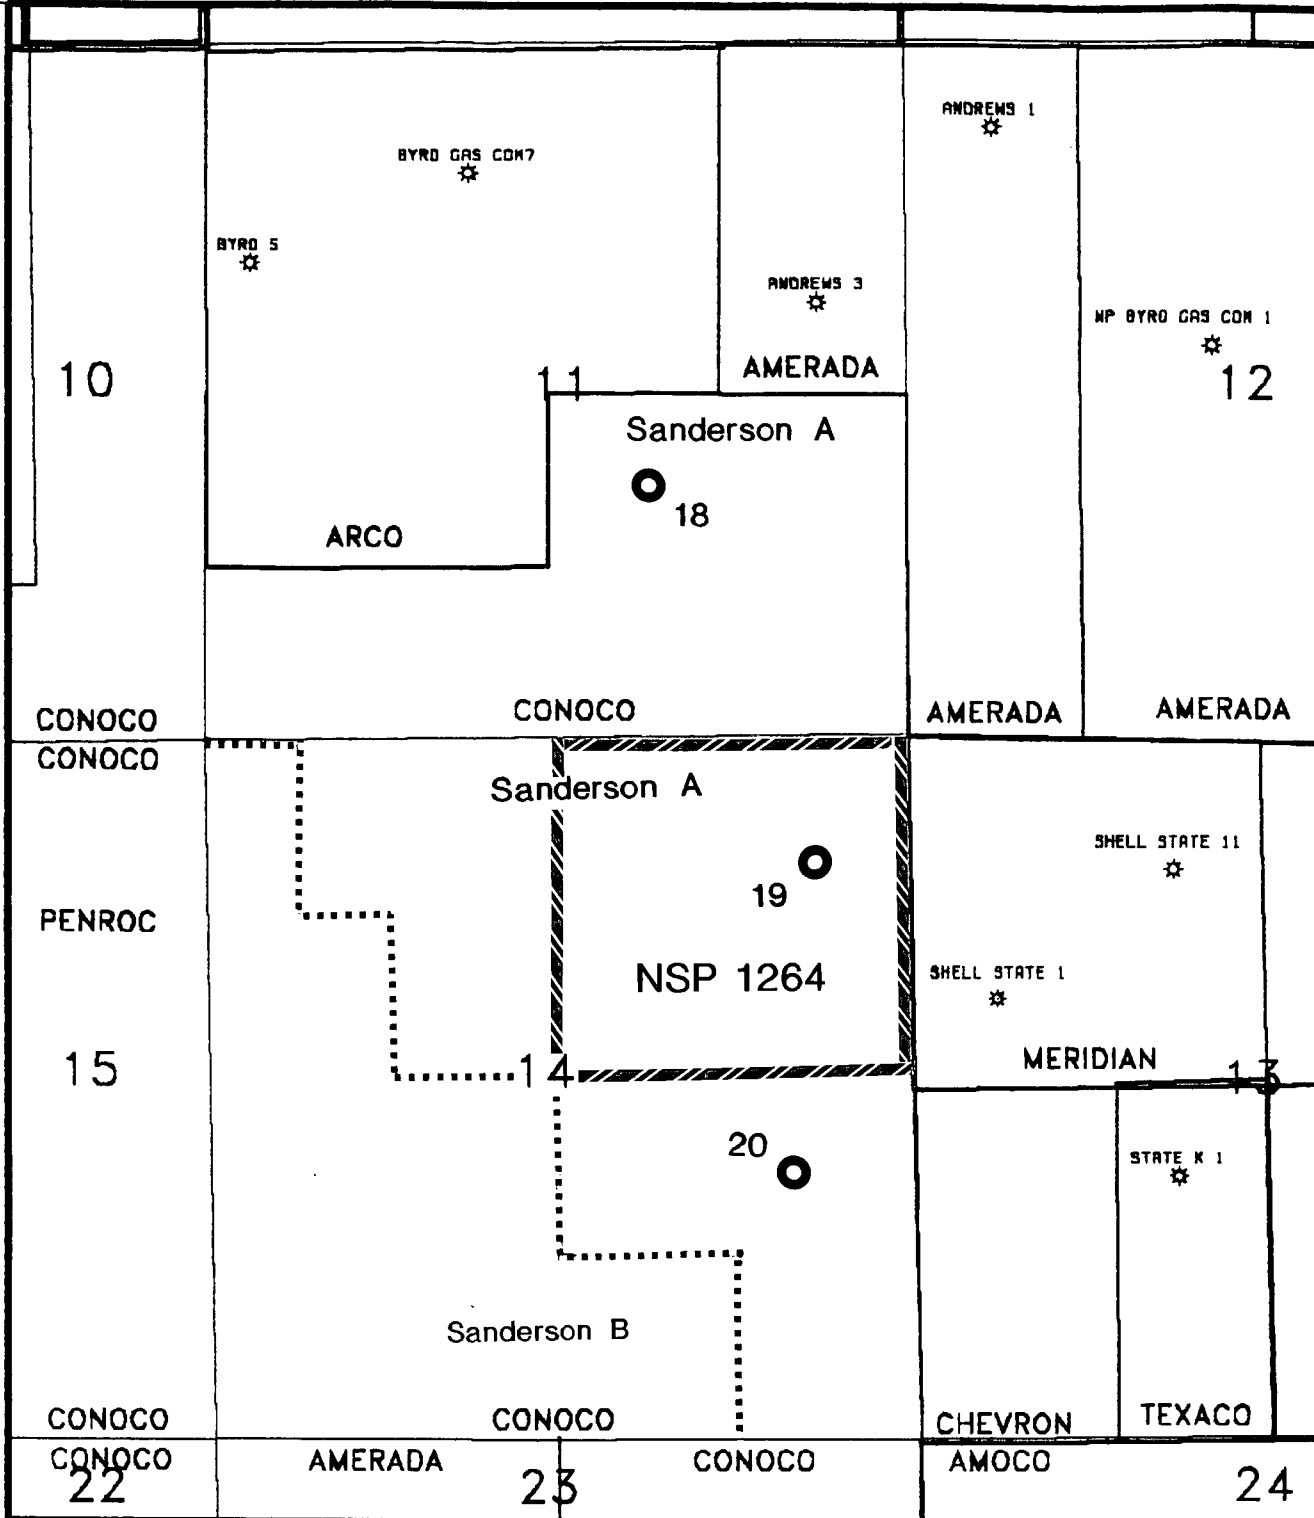 ANDREWS 1
BYRD GAS COM7
BYRD 5
ANDREWS 3
WP BYRD GAS COM 1
AMERADA
10
11
12
Sanderson A
18
ARCO
CONOCO
CONOCO
AMERADA
AMERADA
CONOCO
Sanderson A
SHELL STATE 11
19
PENROC
NSP 1264
SHELL STATE 1
MERIDIAN
15
14
13
20
STATE K 1
Sanderson B
CONOCO
CONOCO
CHEVRON
TEXACO
CONOCO
AMERADA
CONOCO
AMOCO
22
23
24